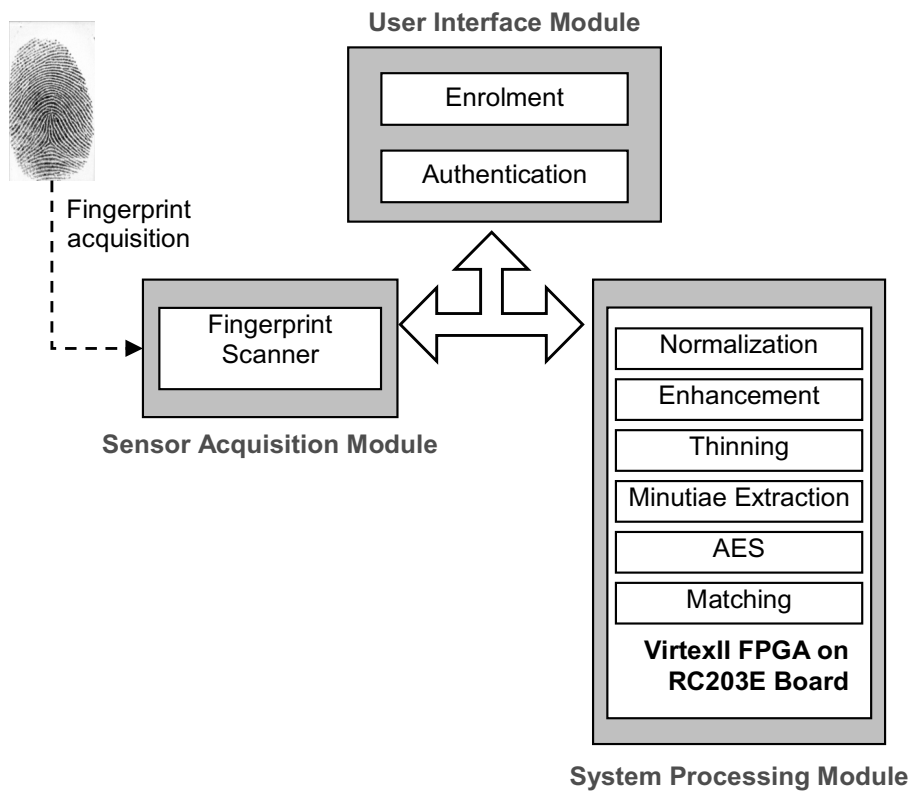 User Interface Module
Enrolment
Authentication
Fingerprint
acquisition
Fingerprint
Scanner
Sensor Acquisition Module
Normalization
Enhancement
Thinning
Minutiae Extraction
AES
Matching
VirtexII FPGA on
RC203E Board
System Processing Module